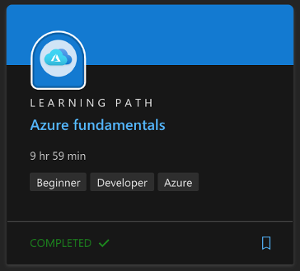 LEARNING PATH
Azure fundamentals
9 hr 59 min
Beginner Developer Azure
COMPLETED